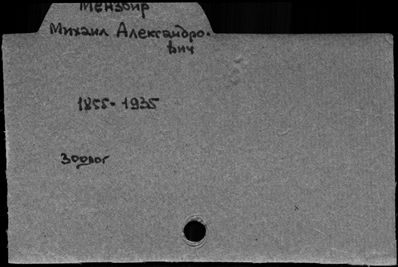 Мензбир
Михаил Александро-
вич
1855-1935
Зоолог